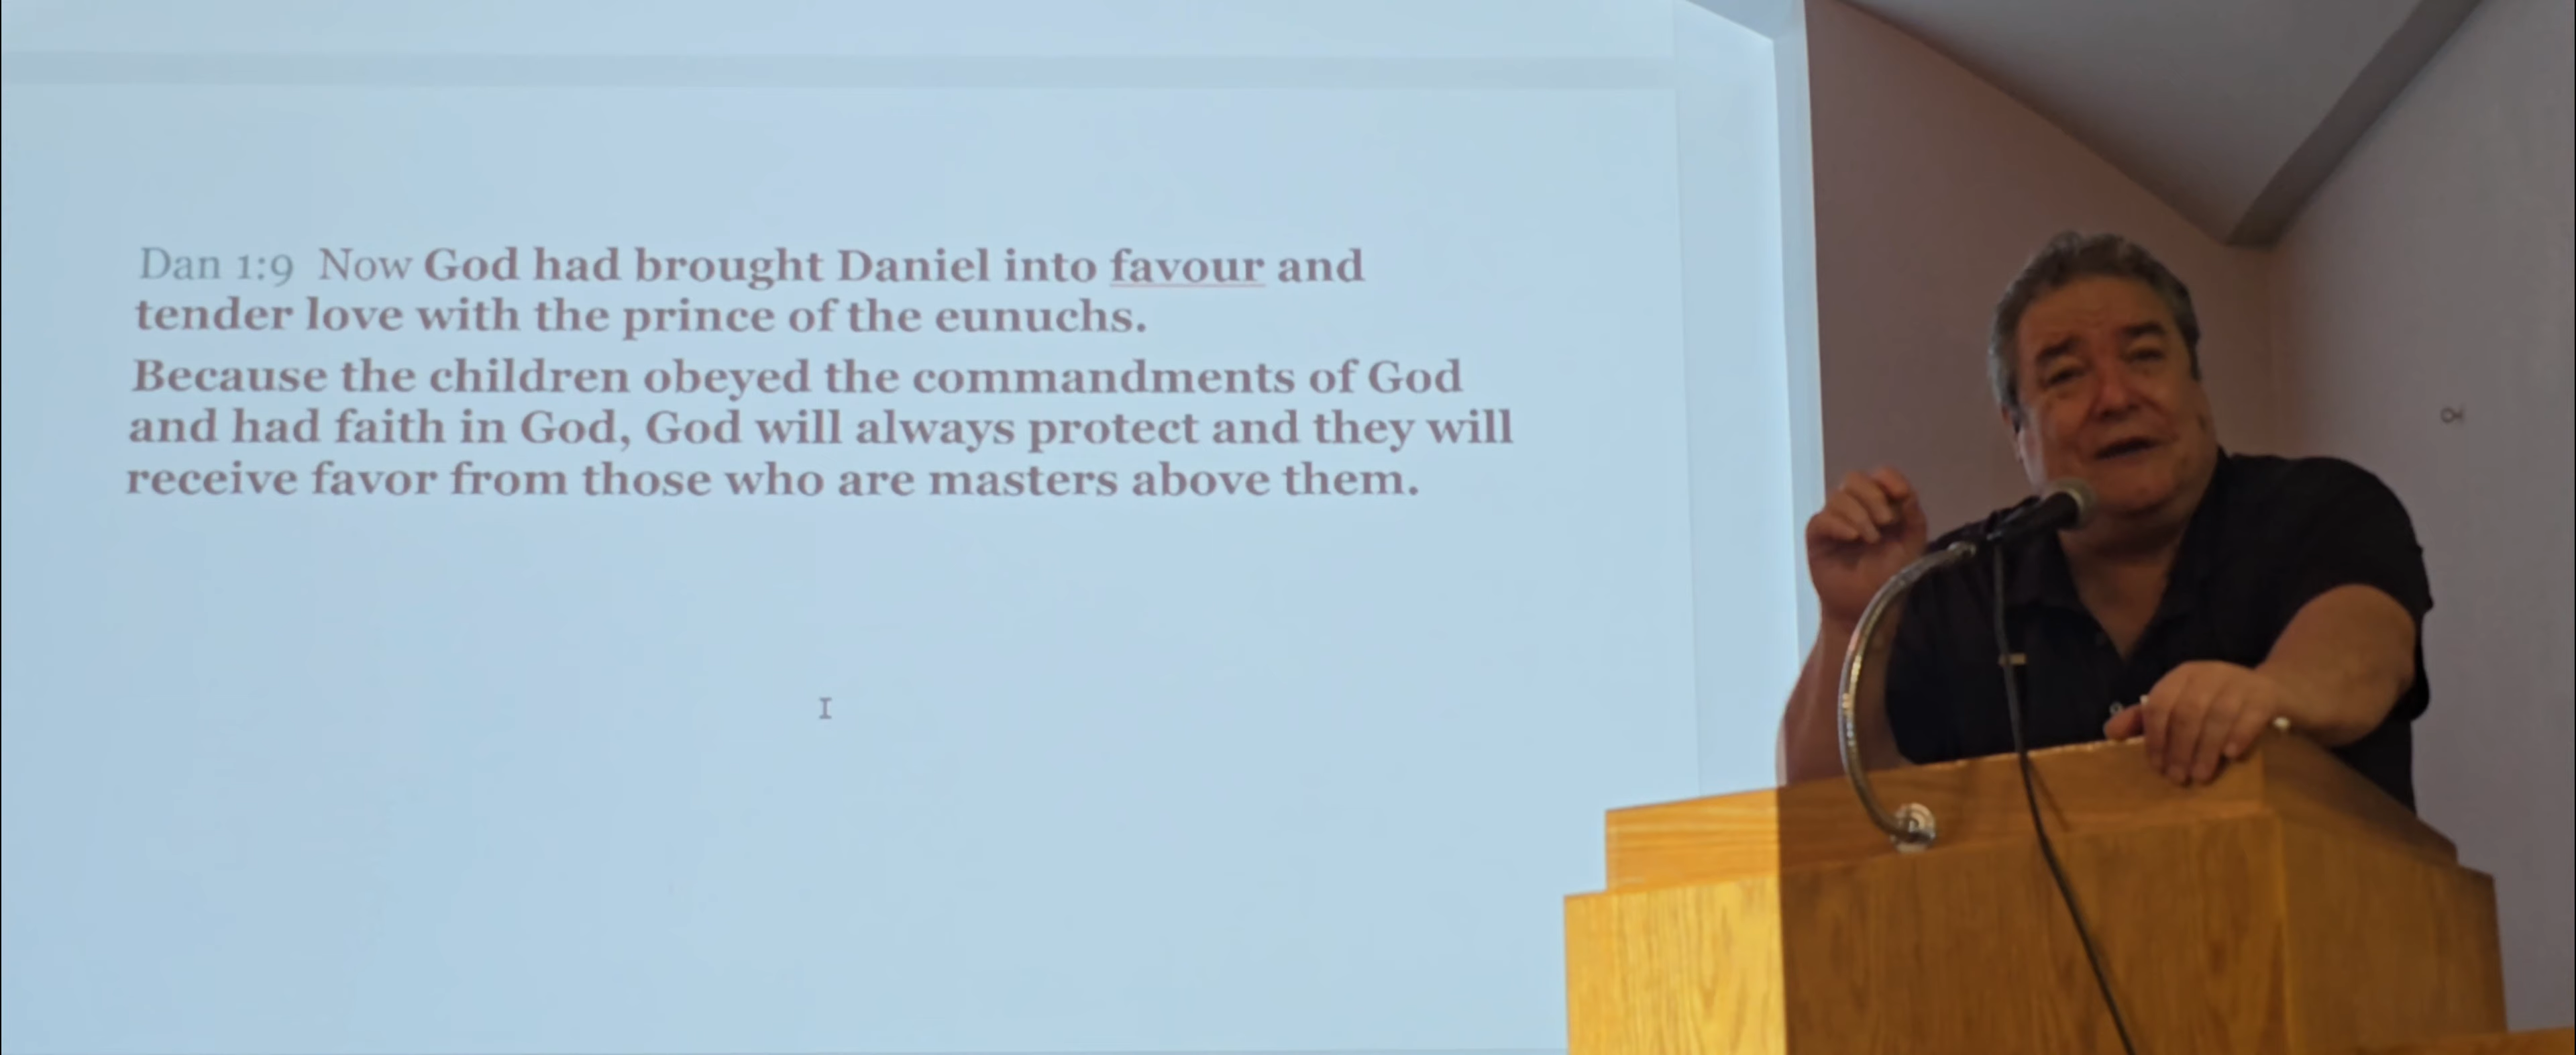 Dan 1:9 Now God had brought Daniel into favour and
tender love with the prince of the eunuchs.
Because the children obeyed the commandments of God
and had faith in God, God will always protect and they will
receive favor from those who are masters above them.